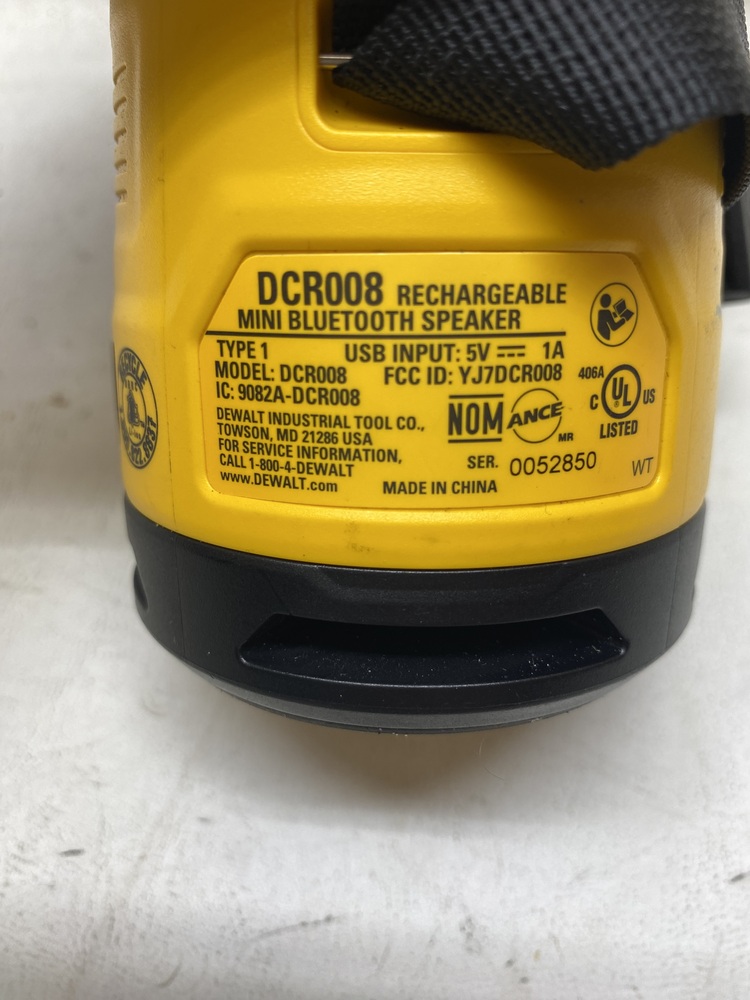 DCR008 RECHARGEABLE
MINI BLUETOOTH SPEAKER
TYPE 1 USB INPUT: 5V ⎓ 1A
MODEL: DCR008 FCC ID: YJ7DCR008
IC: 9082A-DCR008
DEWALT INDUSTRIAL TOOL CO.,
TOWSON, MD 21286 USA
FOR SERVICE INFORMATION,
CALL 1-800-4-DEWALT
www.DEWALT.com
NOM ANCE MR
406A
C UL US
LISTED
SER. 0052850 WT
MADE IN CHINA